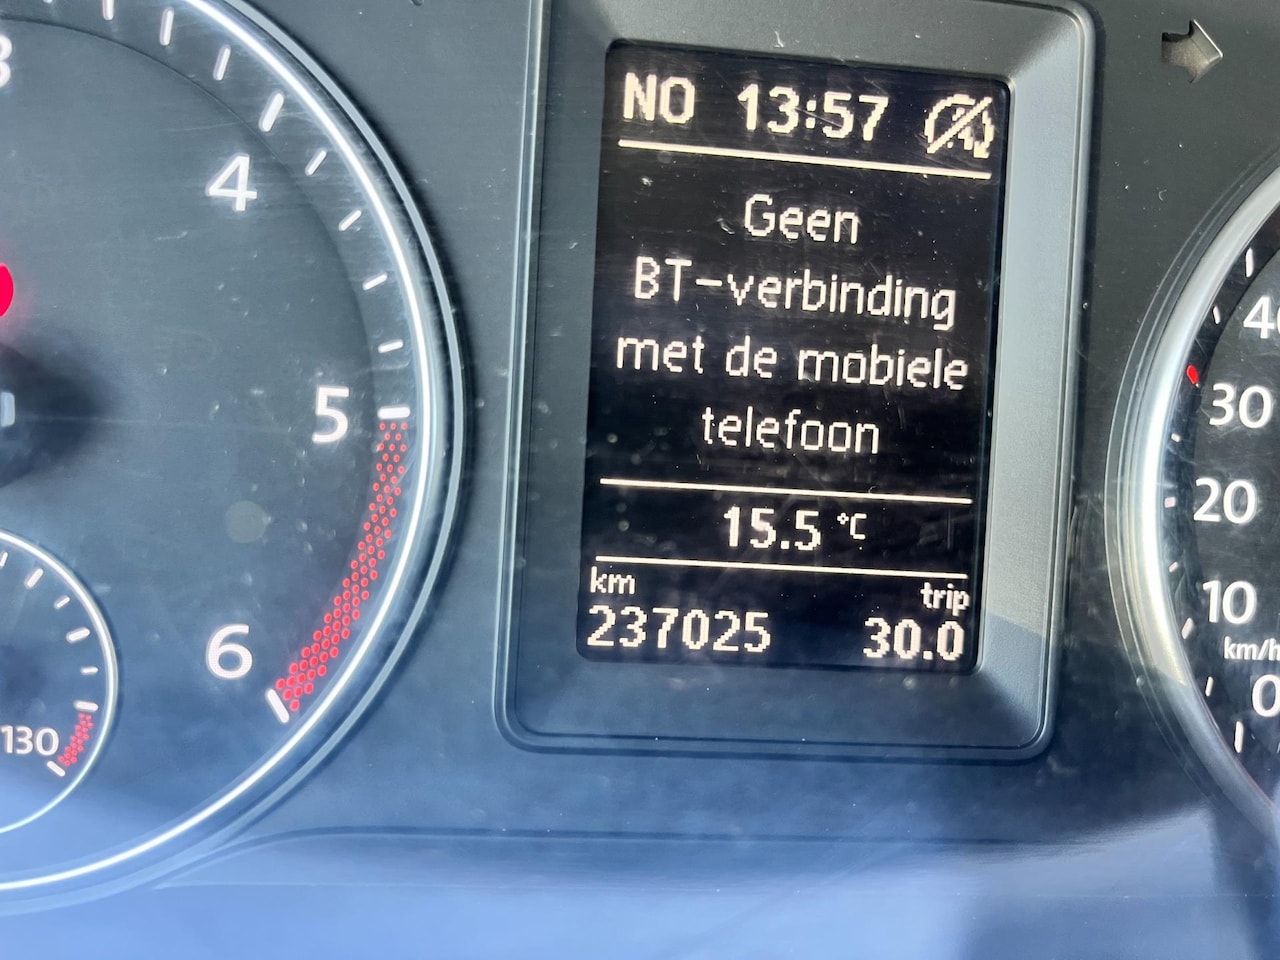 NO 13:57
Geen
BT-verbinding
met de mobiele
telefoon
15.5 °C
km trip
237025 30.0
4
5
6
130
30
20
10
km/h
0